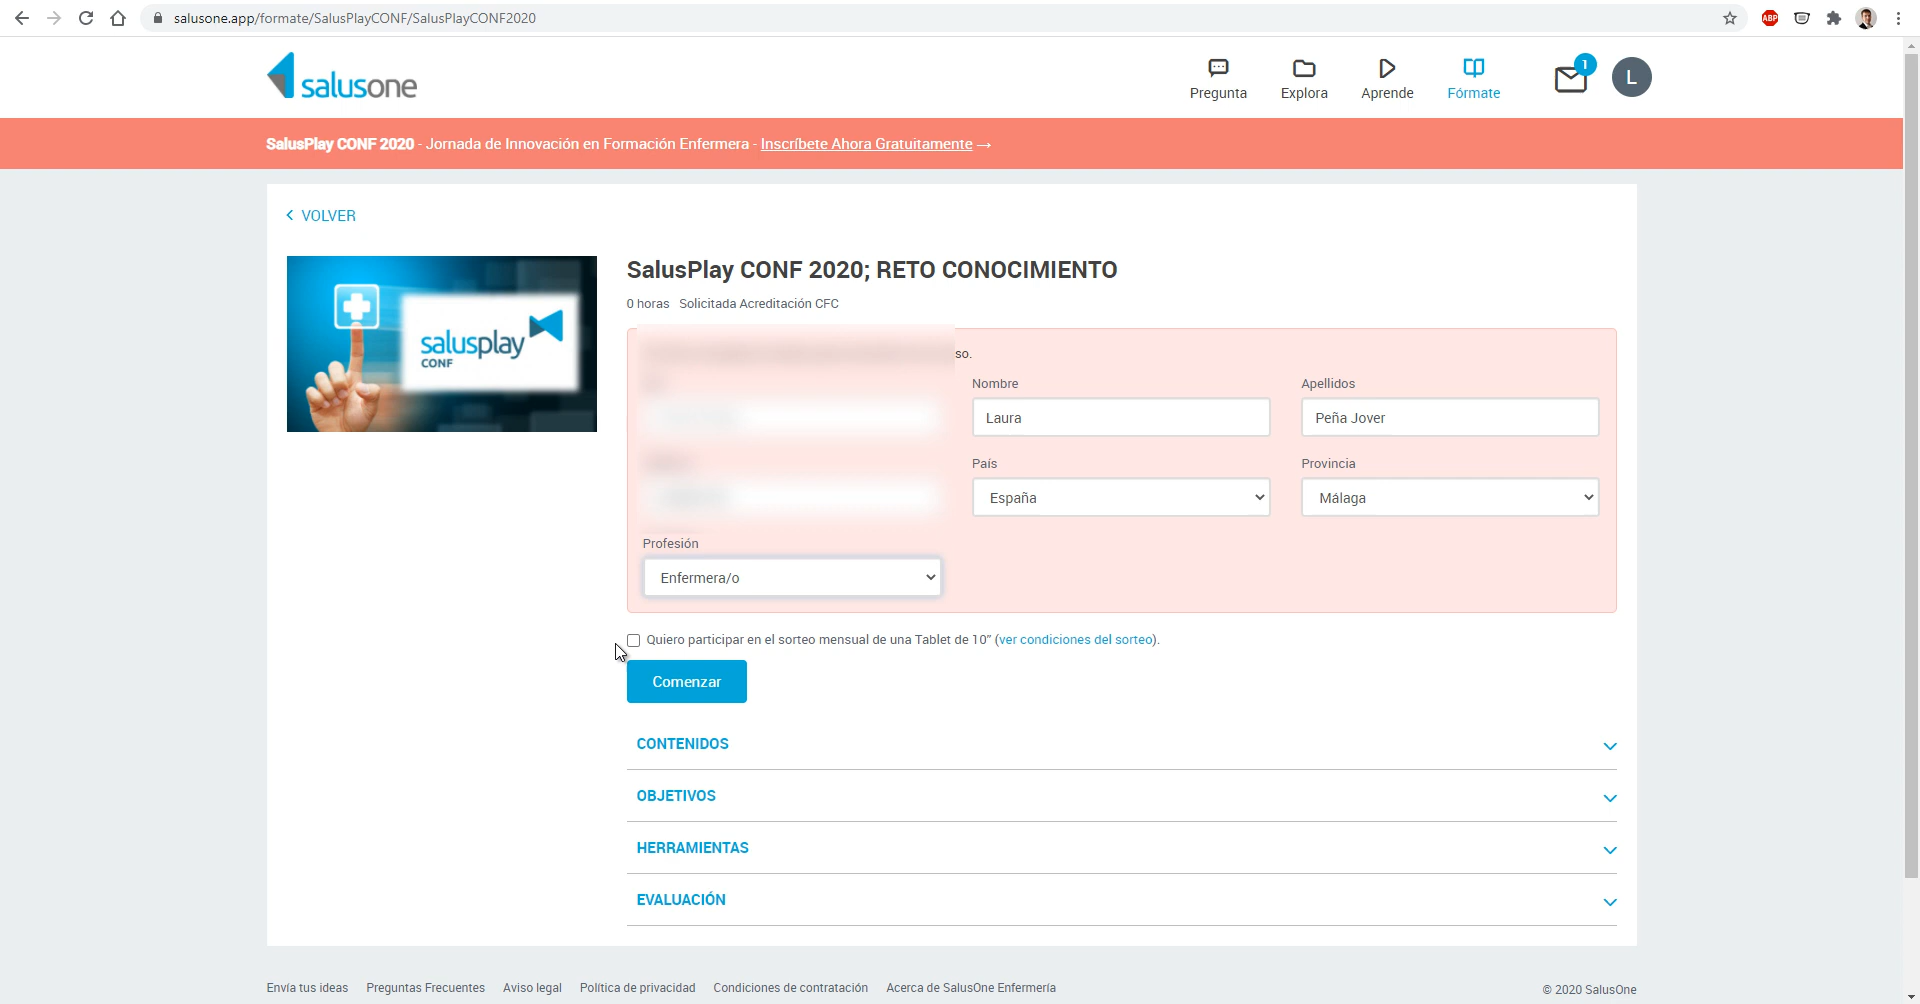 salusone.app/formate/SalusPlayCONF/SalusPlayCONF2020
ABP
salusone
Pregunta
Explora
Aprende
Fórmate
1
L
SalusPlay CONF 2020 - Jornada de Innovación en Formación Enfermera - Inscríbete Ahora Gratuitamente →
VOLVER
salusplay
CONF
SalusPlay CONF 2020; RETO CONOCIMIENTO
0 horas Solicitada Acreditación CFC
so.
Nombre
Apellidos
Laura
Peña Jover
País
Provincia
España
Málaga
Profesión
Enfermera/o
Quiero participar en el sorteo mensual de una Tablet de 10” (ver condiciones del sorteo).
Comenzar
CONTENIDOS
OBJETIVOS
HERRAMIENTAS
EVALUACIÓN
Envía tus ideas Preguntas Frecuentes Aviso legal Política de privacidad Condiciones de contratación Acerca de SalusOne Enfermería
© 2020 SalusOne